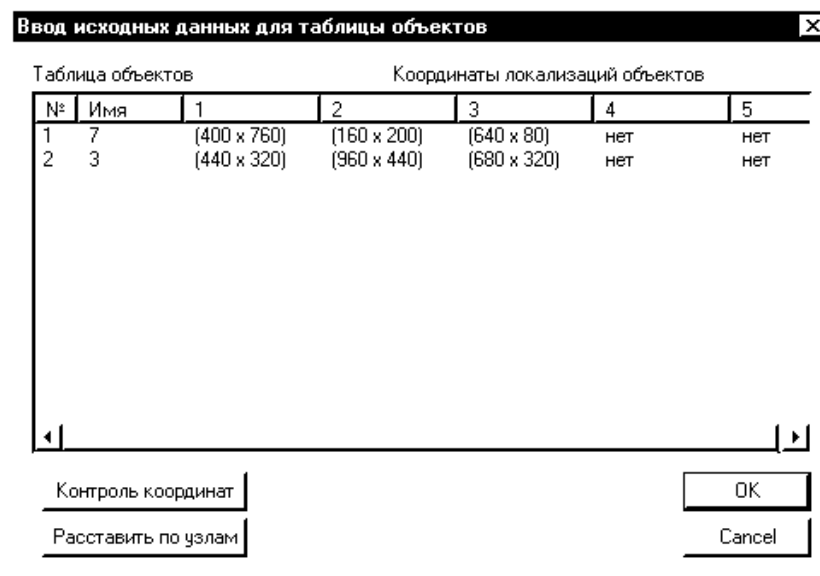 Ввод исходных данных для таблицы объектов
Таблица объектов Координаты локализаций объектов
№ Имя 1 2 3 4 5
1 7 (400 x 760) (160 x 200) (640 x 80) нет нет
2 3 (440 x 320) (960 x 440) (680 x 320) нет нет
Контроль координат OK
Расставить по узлам Cancel